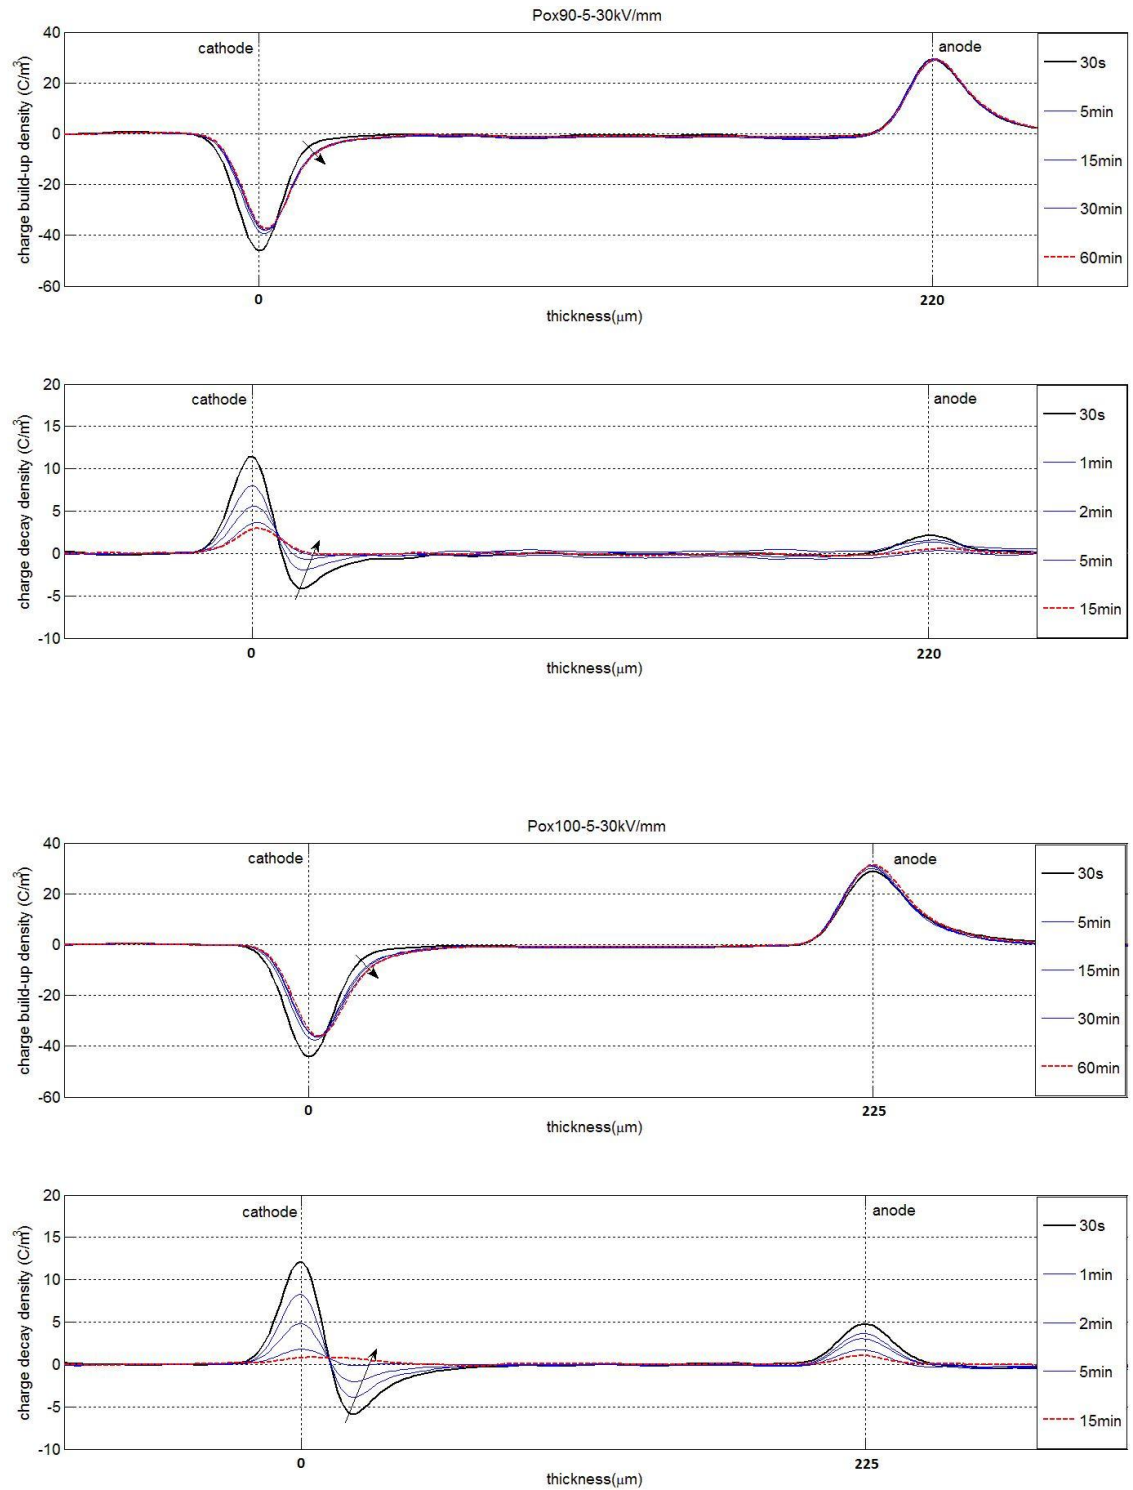 Pox90-5-30kV/mm
charge build-up density (C/m³)
40
20
0
-20
-40
-60
cathode
anode
0
220
thickness(μm)
30s
5min
15min
30min
60min
charge decay density (C/m³)
20
15
10
5
0
-5
-10
cathode
anode
0
220
thickness(μm)
30s
1min
2min
5min
15min
Pox100-5-30kV/mm
charge build-up density (C/m³)
40
20
0
-20
-40
-60
cathode
anode
0
225
thickness(μm)
30s
5min
15min
30min
60min
charge decay density (C/m³)
20
15
10
5
0
-5
-10
cathode
anode
0
225
thickness(μm)
30s
1min
2min
5min
15min